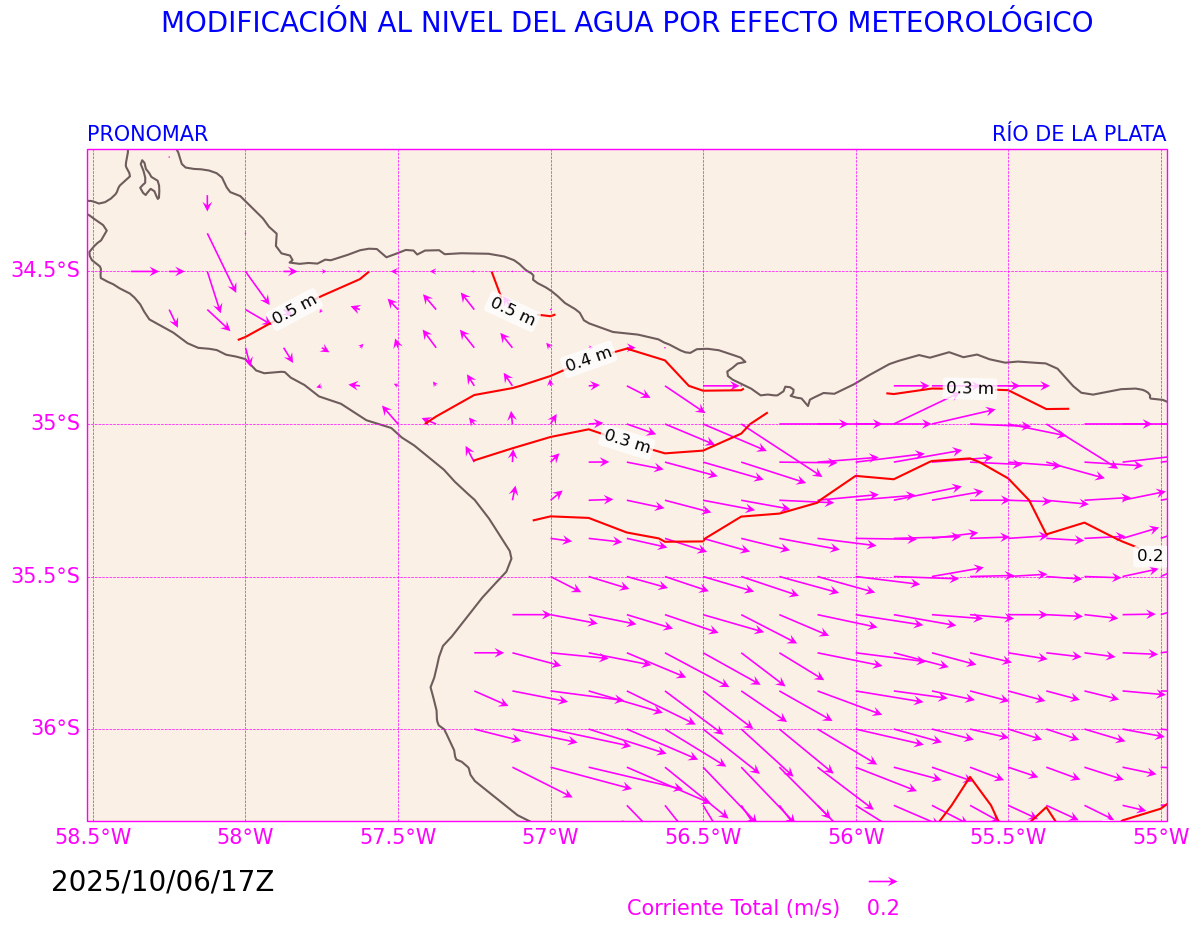 MODIFICACIÓN AL NIVEL DEL AGUA POR EFECTO METEOROLÓGICO
PRONOMAR
RÍO DE LA PLATA
34.5°S
0.5 m
0.5 m
0.4 m
0.3 m
35°S
0.3 m
0.2
35.5°S
36°S
58.5°W 58°W 57.5°W 57°W 56.5°W 56°W 55.5°W 55°W
2025/10/06/17Z
Corriente Total (m/s) 0.2